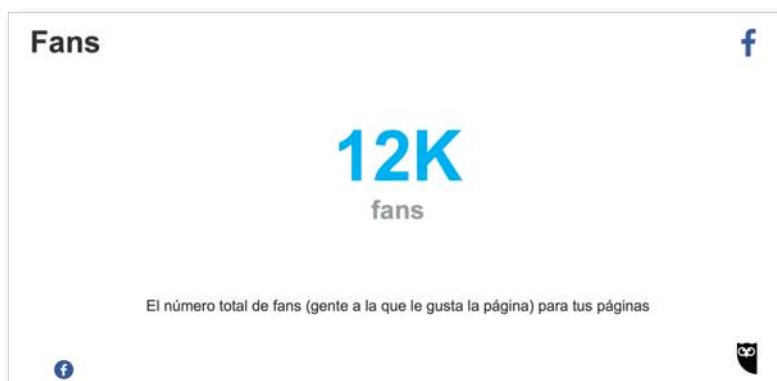 Fans
12K
fans
El número total de fans (gente a la que le gusta la página) para tus páginas